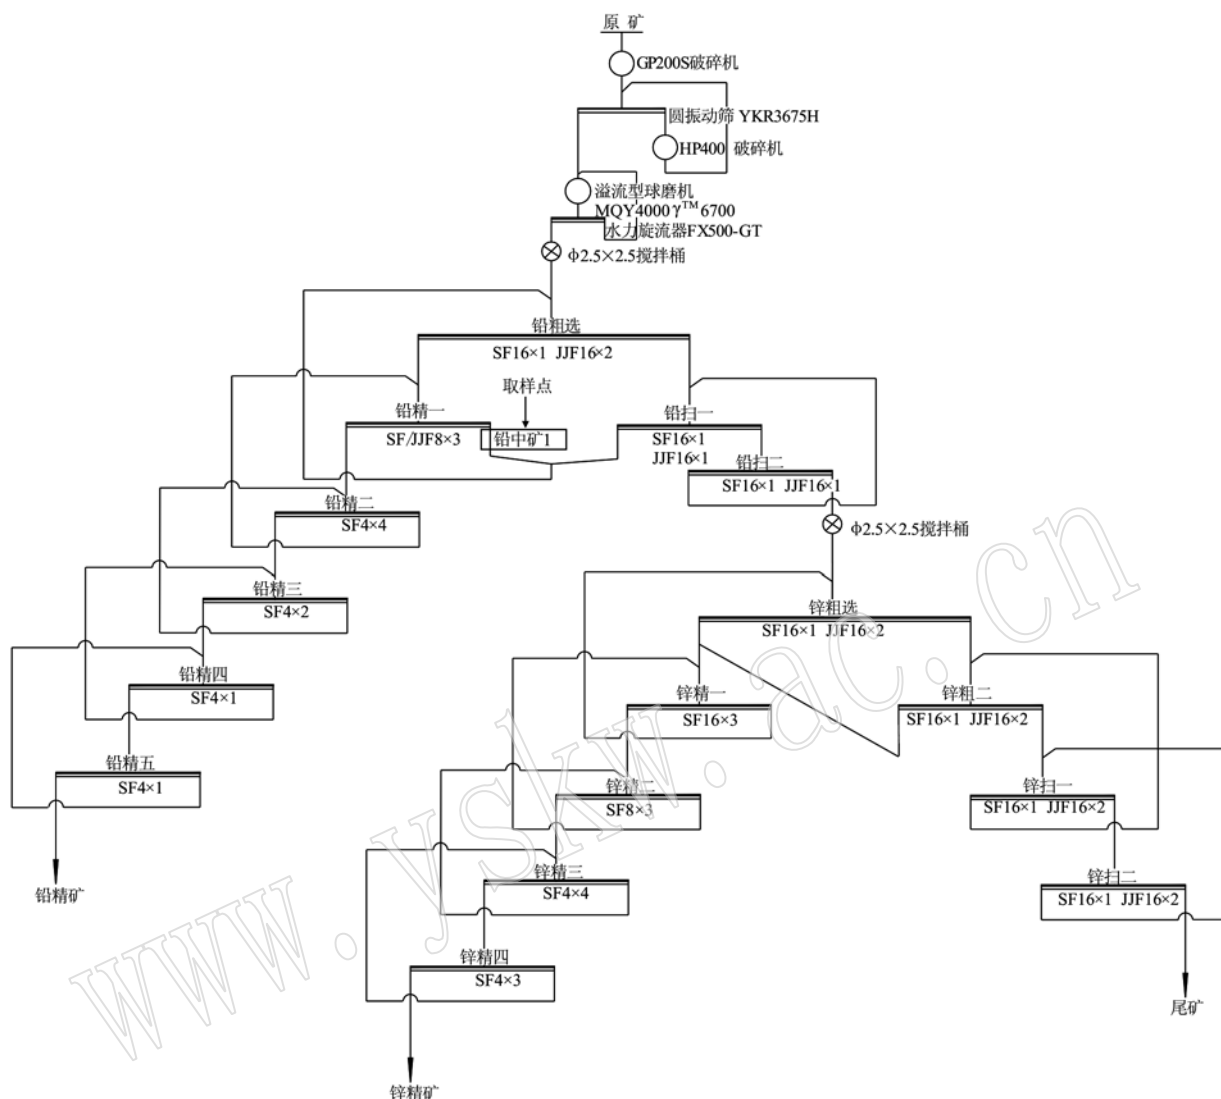 原 矿
GP200S破碎机
圆振动筛 YKR3675H
HP400 破碎机
溢流型球磨机
MQY4000γ™6700
水力旋流器FX500-GT
ф2.5×2.5搅拌桶
铅粗选
SF16×1 JJF16×2
取样点
铅精一
SF/JJF8×3
铅中矿1
铅扫一
SF16×1
JJF16×1
铅扫二
SF16×1 JJF16×1
铅精二
SF4×4
ф2.5×2.5搅拌桶
铅精三
SF4×2
锌粗选
SF16×1 JJF16×2
铅精四
SF4×1
锌精一
SF16×3
锌粗二
SF16×1 JJF16×2
铅精五
SF4×1
锌精二
SF8×3
锌扫一
SF16×1 JJF16×2
铅精矿
锌精三
SF4×4
锌扫二
SF16×1 JJF16×2
锌精四
SF4×3
尾矿
锌精矿
www.yskw.ac.cn